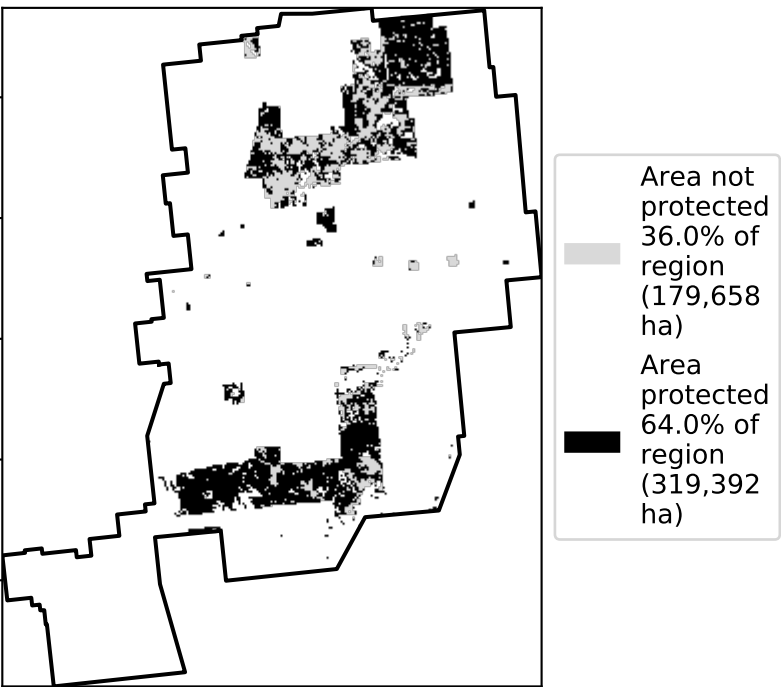 Area not
protected
36.0% of
region
(179,658
ha)
Area
protected
64.0% of
region
(319,392
ha)